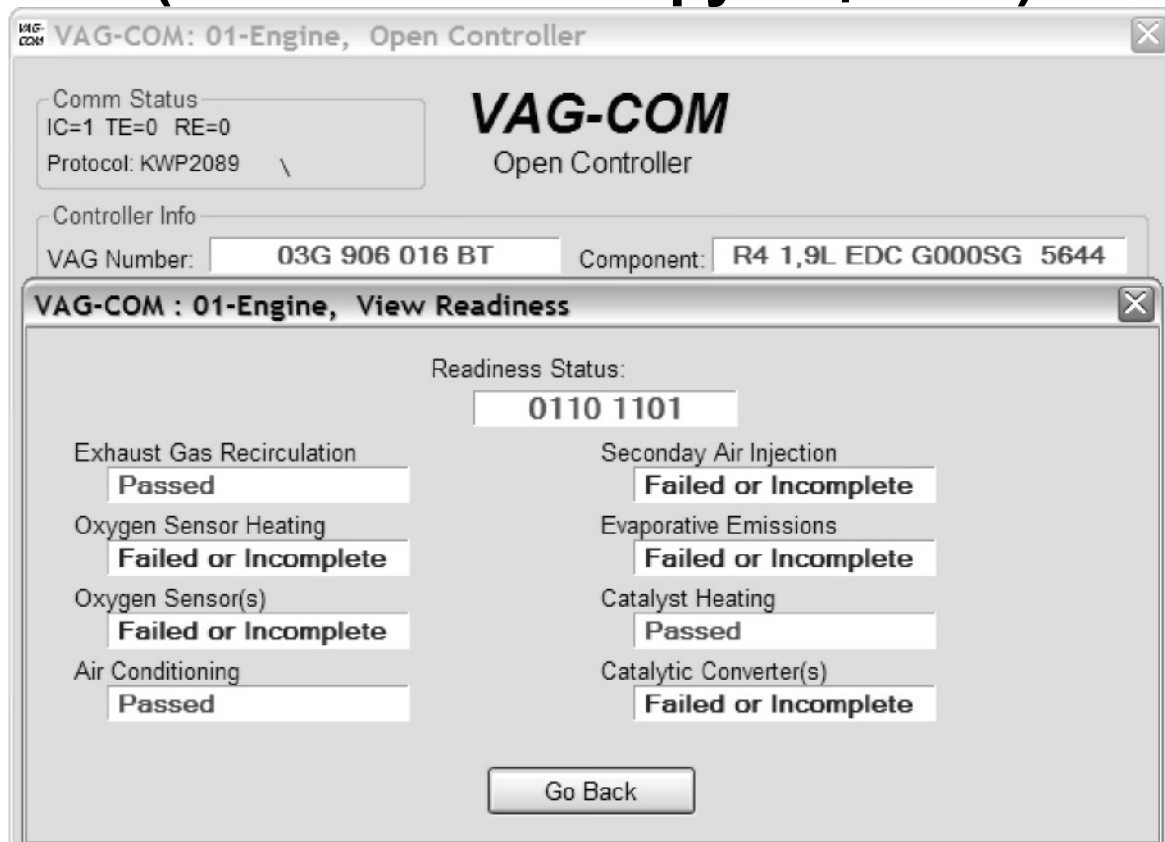 VAG-COM VAG-COM: 01-Engine, Open Controller
Comm Status
IC=1 TE=0 RE=0
Protocol: KWP2089 \
VAG-COM
Open Controller
Controller Info
VAG Number: 03G 906 016 BT Component: R4 1,9L EDC G000SG 5644
VAG-COM : 01-Engine, View Readiness
Readiness Status:
0110 1101
Exhaust Gas Recirculation
Passed
Oxygen Sensor Heating
Failed or Incomplete
Oxygen Sensor(s)
Failed or Incomplete
Air Conditioning
Passed
Seconday Air Injection
Failed or Incomplete
Evaporative Emissions
Failed or Incomplete
Catalyst Heating
Passed
Catalytic Converter(s)
Failed or Incomplete
Go Back